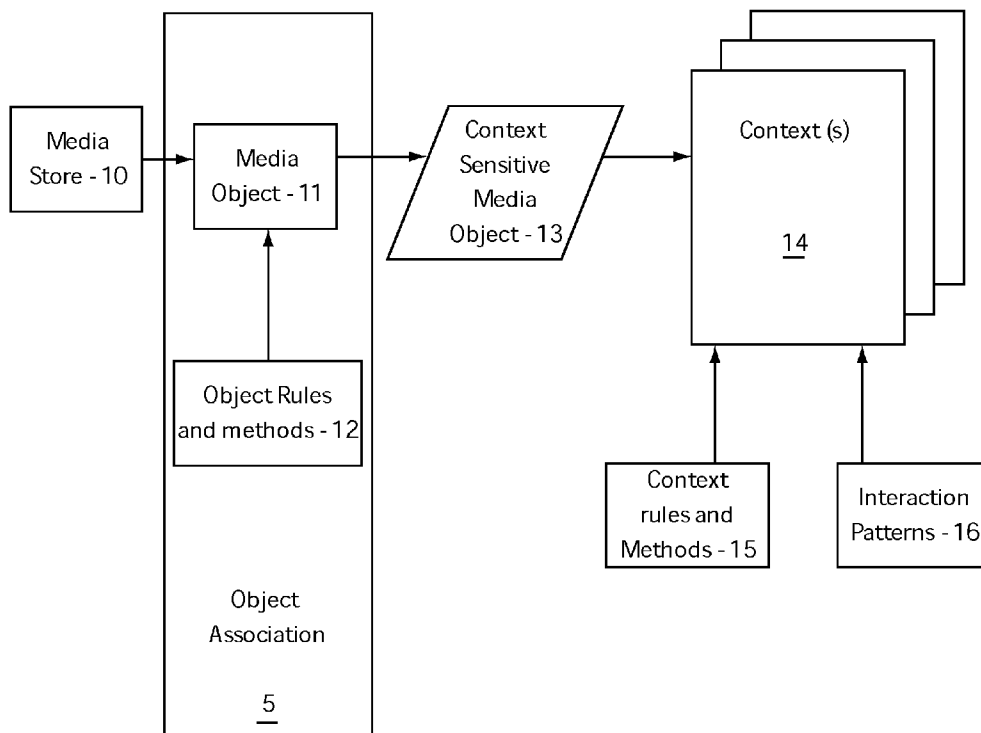 Media
Store - 10
Media
Object - 11
Context
Sensitive
Media
Object - 13
Context (s)
14
Object Rules
and methods - 12
Context
rules and
Methods - 15
Interaction
Patterns - 16
Object
Association
5